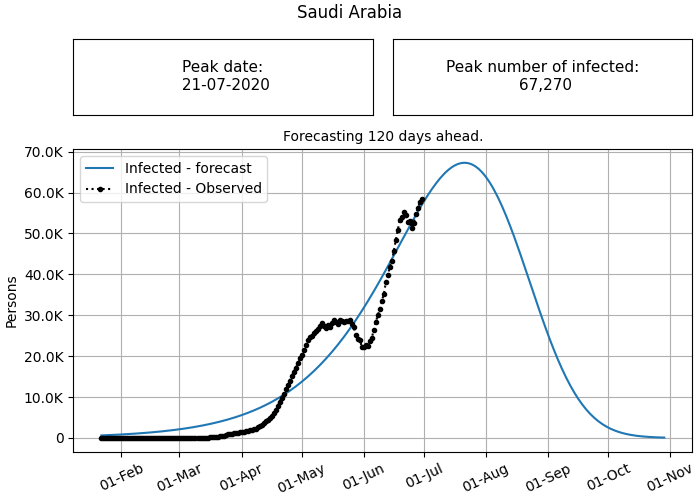 Saudi Arabia
Peak date:
21-07-2020
Peak number of infected:
67,270
Forecasting 120 days ahead.
Infected - forecast
Infected - Observed
Persons
70.0K
60.0K
50.0K
40.0K
30.0K
20.0K
10.0K
0
01-Feb
01-Mar
01-Apr
01-May
01-Jun
01-Jul
01-Aug
01-Sep
01-Oct
01-Nov